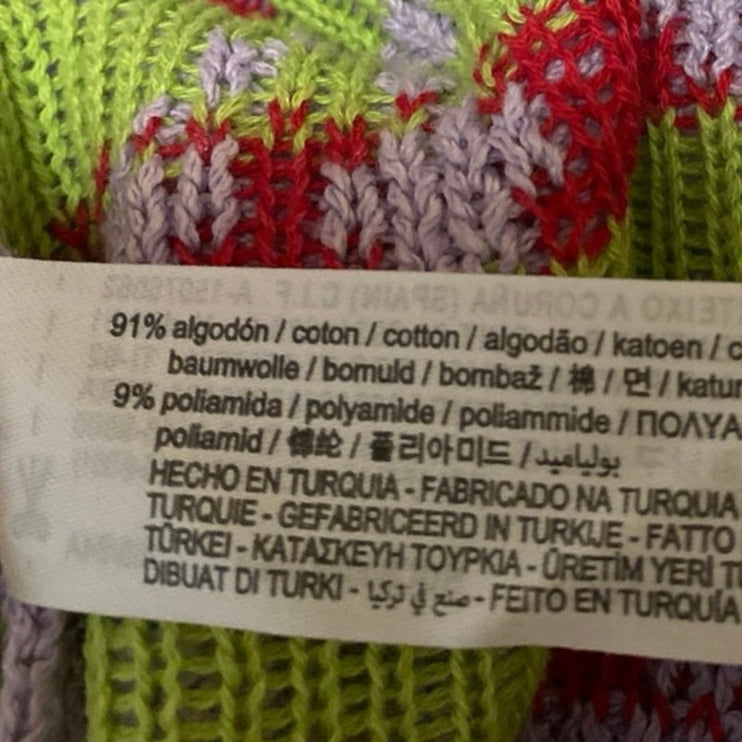 91% algodón / coton / cotton / algodão / katoen /
baumwolle / bomuld / bombaž / 棉 / 면 / katun
9% poliamida / polyamide / poliammide / ΠΟΛΥΑ
poliamid / 锦纶 / 폴리아미드 / بولياميد
HECHO EN TURQUIA - FABRICADO NA TURQUIA
TURQUIE - GEFABRICEERD IN TURKIJE - FATTO
TÜRKEI - ΚΑΤΑΣΚΕΥΗ ΤΟΥΡΚΙΑ - ÜRETİM YERİ
DIBUAT DI TURKI - صنع في تركيا - FEITO EN TURQUÍA